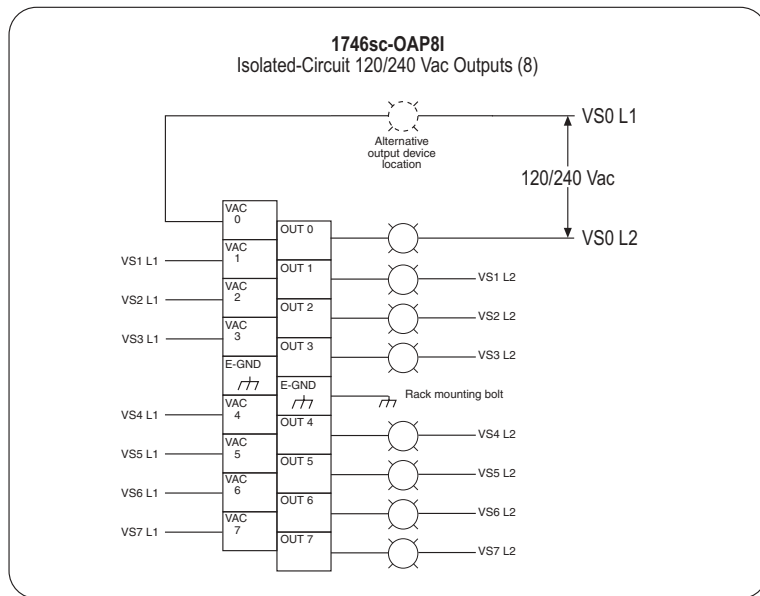 1746sc-OAP8I
Isolated-Circuit 120/240 Vac Outputs (8)
VS0 L1
Alternative
output device
location
120/240 Vac
VAC
0
OUT 0
VS0 L2
VS1 L1
VAC
1
OUT 1
VS1 L2
VS2 L1
VAC
2
OUT 2
VS2 L2
VS3 L1
VAC
3
OUT 3
VS3 L2
E-GND
E-GND
Rack mounting bolt
VS4 L1
VAC
4
OUT 4
VS4 L2
VS5 L1
VAC
5
OUT 5
VS5 L2
VS6 L1
VAC
6
OUT 6
VS6 L2
VS7 L1
VAC
7
OUT 7
VS7 L2